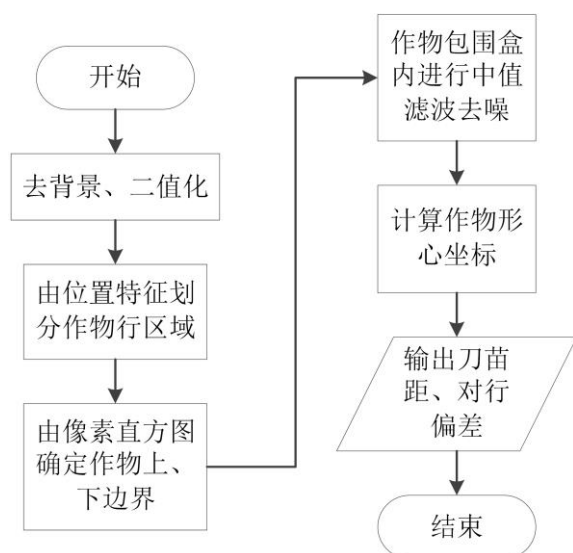 开始
去背景、二值化
由位置特征划
分作物行区域
由像素直方图
确定作物上、
下边界
作物包围盒
内进行中值
滤波去噪
计算作物形
心坐标
输出刀苗
距、对行
偏差
结束